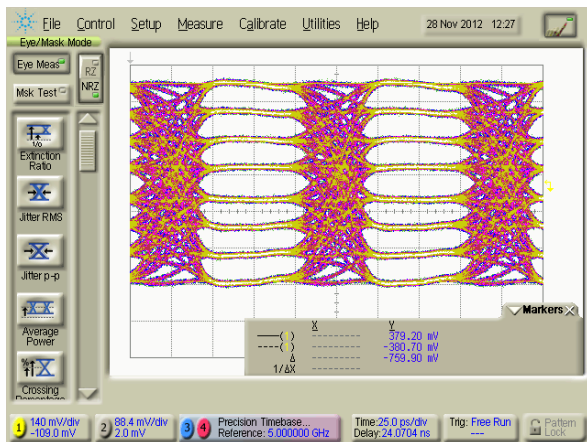 File Control Setup Measure Calibrate Utilities Help 28 Nov 2012 12:27
Eye/Mask Mode
Eye Meas
RZ
NRZ
Msk Test
Extinction
Ratio
Jitter RMS
Jitter p-p
Average
Power
Crossing
Percentage
Markers
X Y
----( ) ---------- 379.20 mV
----( ) ---------- -380.70 mV
Δ ---------- -759.90 mV
1/ΔX ----------
1 140 mV/div
-109.0 mV
2 88.4 mV/div
2.0 mV
3 4 Precision Timebase...
Reference: 5.000000 GHz
Time:25.0 ps/div
Delay:24.0704 ns
Trig: Free Run
---
Pattern
Lock